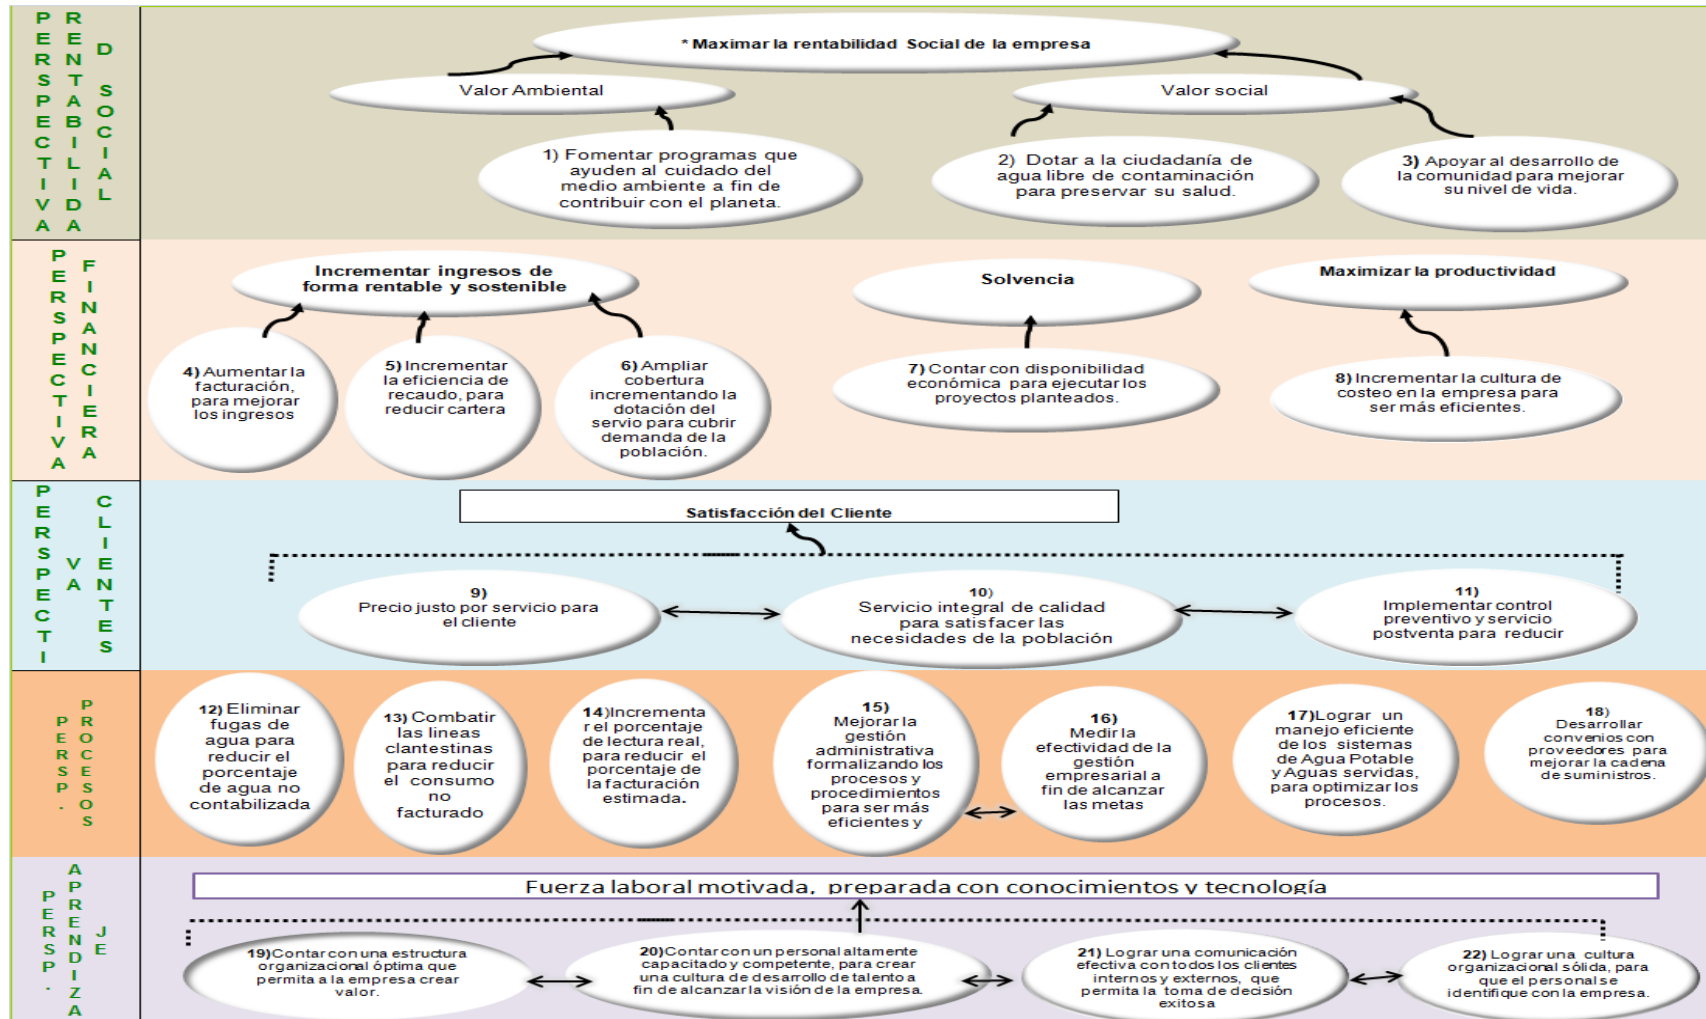 PERSPECTIVA
RENTABILIDA
D SOCIAL
* Maximar la rentabilidad Social de la empresa
Valor Ambiental
Valor social
1) Fomentar programas que
ayuden al cuidado del
medio ambiente a fin de
contribuir con el planeta.
2) Dotar a la ciudadanía de
agua libre de contaminación
para preservar su salud.
3) Apoyar al desarrollo de
la comunidad para mejorar
su nivel de vida.
PERSPECTIVA
FINANCIERA
Incrementar ingresos de
forma rentable y sostenible
Solvencia
Maximizar la productividad
4) Aumentar la
facturación,
para mejorar
los ingresos
5) Incrementar
la eficiencia de
recaudo, para
reducir cartera
6) Ampliar
cobertura
incrementando la
dotación del
servio para cubrir
demanda de la
población.
7) Contar con disponibilidad
económica para ejecutar los
proyectos planteados.
8) Incrementar la cultura de
costeo en la empresa para
ser más eficientes.
PERSPECTI
VA
CLIENTES
Satisfacción del Cliente
9)
Precio justo por servicio para
el cliente
10)
Servicio integral de calidad
para satisfacer las
necesidades de la población
11)
Implementar control
preventivo y servicio
postventa para reducir
PERSP.
PROCESOS
12) Eliminar
fugas de
agua para
reducir el
porcentaje
de agua no
contabilizada
13) Combatir
las lineas
clantestinas
para reducir
el consumo
no
facturado
14)Incrementa
r el porcentaje
de lectura real,
para reducir el
porcentaje de
la facturación
estimada.
15)
Mejorar la
gestión
administrativa
formalizando los
procesos y
procedimientos
para ser más
eficientes y
16)
Medir la
efectividad de la
gestión
empresarial a
fin de alcanzar
las metas
17)Lograr un
manejo eficiente
de los sistemas
de Agua Potable
y Aguas servidas,
para optimizar los
procesos.
18)
Desarrollar
convenios con
proveedores para
mejorar la cadena
de suministros.
PERSP.
APRENDIZA
JE
Fuerza laboral motivada, preparada con conocimientos y tecnología
19)Contar con una estructura
organizacional óptima que
permita a la empresa crear
valor.
20)Contar con un personal altamente
capacitado y competente, para crear
una cultura de desarrollo de talento a
fin de alcanzar la visión de la empresa.
21) Lograr una comunicación
efectiva con todos los clientes
internos y externos, que
permita la toma de decisión
exitosa
22) Lograr una cultura
organizacional sólida, para
que el personal se
identifique con la empresa.